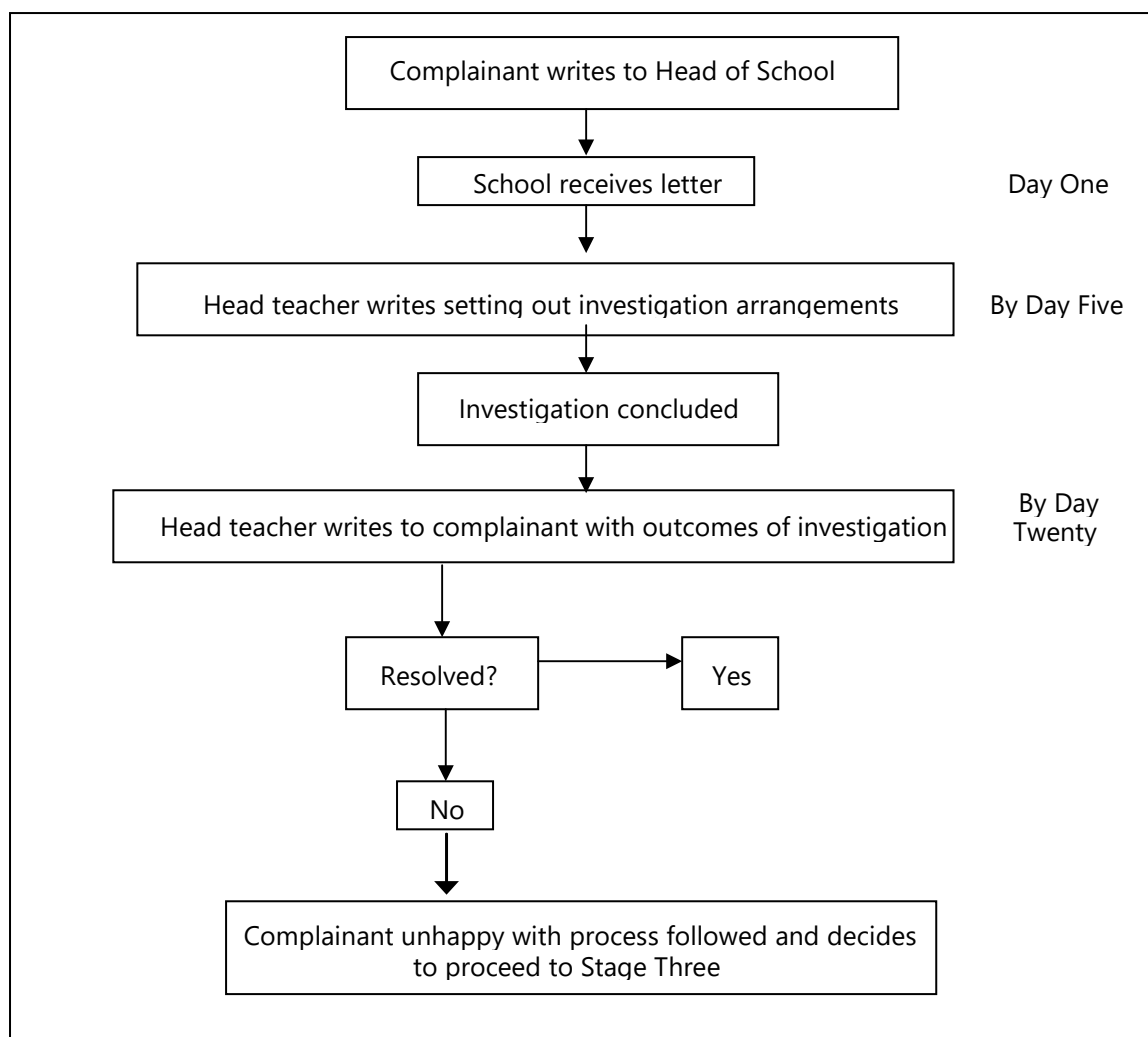 Complainant writes to Head of School
School receives letter
Day One
Head teacher writes setting out investigation arrangements
By Day Five
Investigation concluded
Head teacher writes to complainant with outcomes of investigation
By Day
Twenty
Resolved?
Yes
No
Complainant unhappy with process followed and decides
to proceed to Stage Three